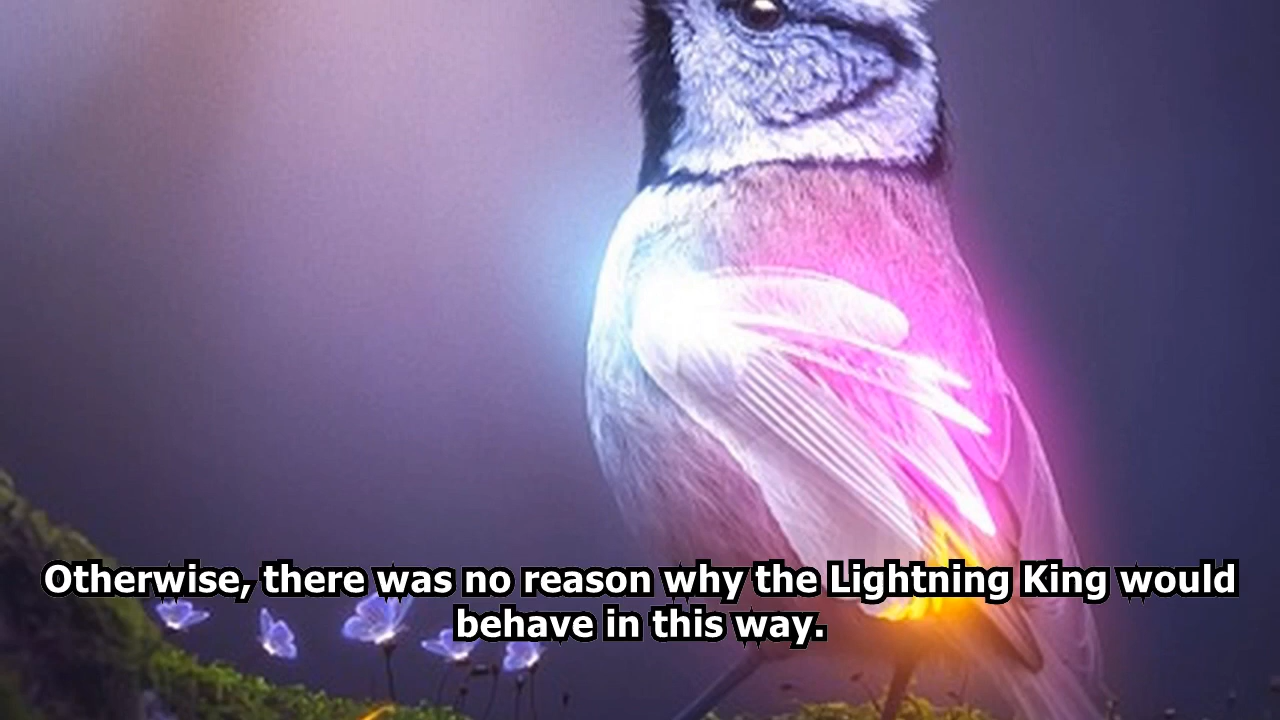 Otherwise, there was no reason why the Lightning King would
behave in this way.